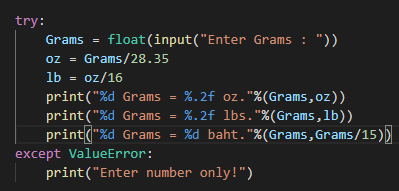 try:
    Grams = float(input("Enter Grams : "))
    oz = Grams/28.35
    lb = oz/16
    print("%d Grams = %.2f oz."%(Grams,oz))
    print("%d Grams = %.2f lbs."%(Grams,lb))
    print("%d Grams = %d baht."%(Grams,Grams/15))
except ValueError:
    print("Enter number only!")